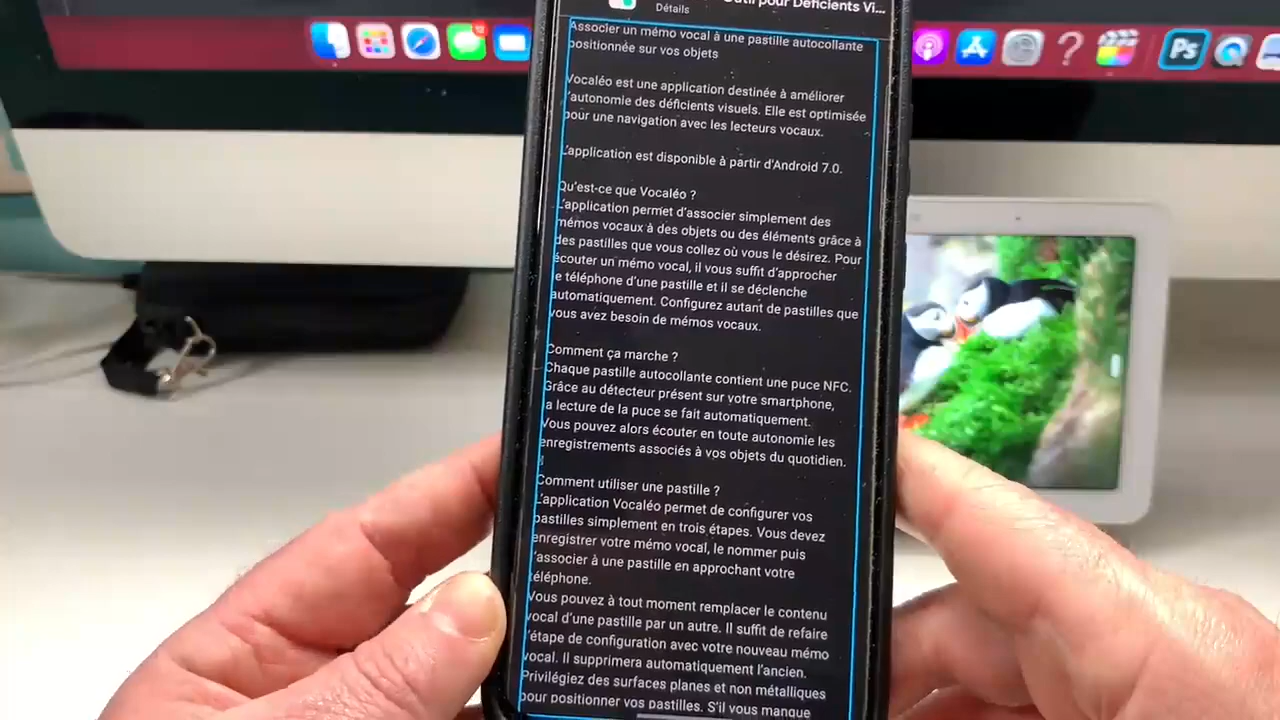 Outil pour Déficients Vi...
Détails
Associer un mémo vocal à une pastille autocollante
positionnée sur vos objets
Vocaléo est une application destinée à améliorer
l'autonomie des déficients visuels. Elle est optimisée
pour une navigation avec les lecteurs vocaux.
L'application est disponible à partir d'Android 7.0.
Qu'est-ce que Vocaléo ?
L'application permet d'associer simplement des
mémos vocaux à des objets ou des éléments grâce à
des pastilles que vous collez où vous le désirez. Pour
écouter un mémo vocal, il vous suffit d'approcher
le téléphone d'une pastille et il se déclenche
automatiquement. Configurez autant de pastilles que
vous avez besoin de mémos vocaux.
Comment ça marche ?
Chaque pastille autocollante contient une puce NFC.
Grâce au détecteur présent sur votre smartphone,
la lecture de la puce se fait automatiquement.
Vous pouvez alors écouter en toute autonomie les
enregistrements associés à vos objets du quotidien.
Comment utiliser une pastille ?
L'application Vocaléo permet de configurer vos
pastilles simplement en trois étapes. Vous devez
enregistrer votre mémo vocal, le nommer puis
l'associer à une pastille en approchant votre
téléphone.
Vous pouvez à tout moment remplacer le contenu
vocal d'une pastille par un autre. Il suffit de refaire
l'étape de configuration avec votre nouveau mémo
vocal. Il supprimera automatiquement l'ancien.
Privilégiez des surfaces planes et non métalliques
pour positionner vos pastilles. S'il vous manque
?
Ps